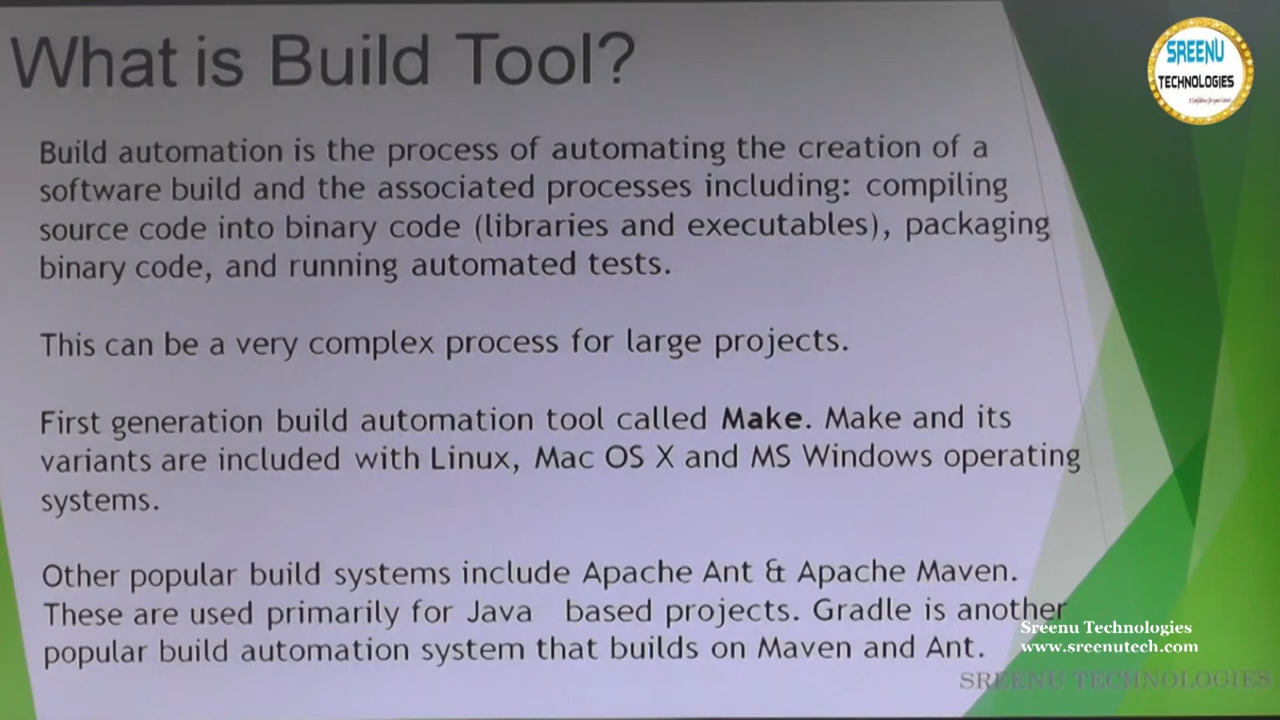 What is Build Tool?
SREENU
TECHNOLOGIES
Build automation is the process of automating the creation of a
software build and the associated processes including: compiling
source code into binary code (libraries and executables), packaging
binary code, and running automated tests.
This can be a very complex process for large projects.
First generation build automation tool called Make. Make and its
variants are included with Linux, Mac OS X and MS Windows operating
systems.
Other popular build systems include Apache Ant & Apache Maven.
These are used primarily for Java based projects. Gradle is another
popular build automation system that builds on Maven and Ant.
Sreenu Technologies
www.sreenutech.com
SREENU TECHNOLOGIES